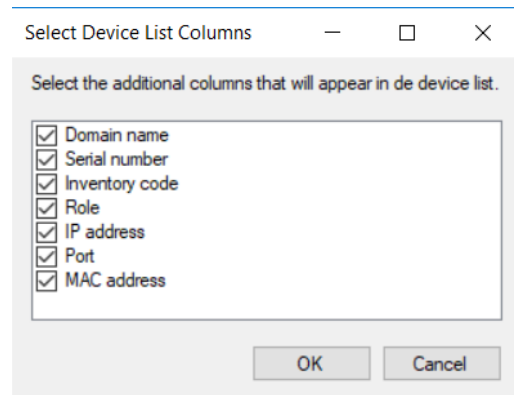 Select Device List Columns
Select the additional columns that will appear in de device list.
Domain name
Serial number
Inventory code
Role
IP address
Port
MAC address
OK
Cancel